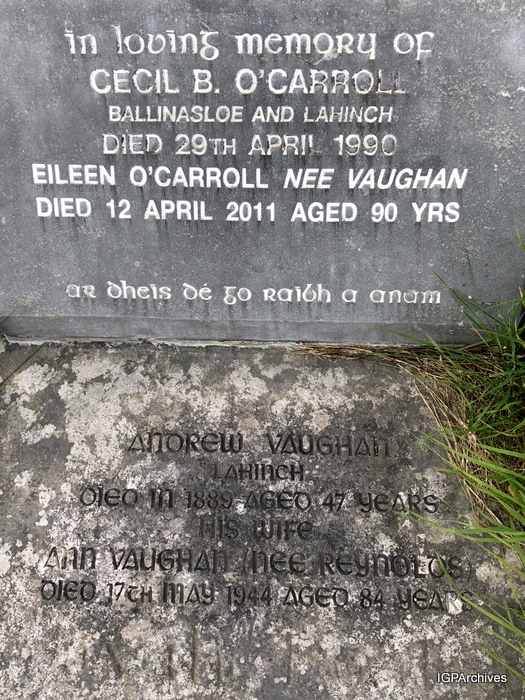 in loving memory of
CECIL B. O'CARROLL
BALLINASLOE AND LAHINCH
DIED 29TH APRIL 1990
EILEEN O'CARROLL NEE VAUGHAN
DIED 12 APRIL 2011 AGED 90 YRS
ar dheis dé go raibh a anam
ANDREW VAUGHAN
LAHINCH
DIED IN 1889 AGED 47 YEARS
HIS WIFE
ANN VAUGHAN (NEE REYNOLDS)
DIED 17TH MAY 1944 AGED 84 YEARS
IGPArchives